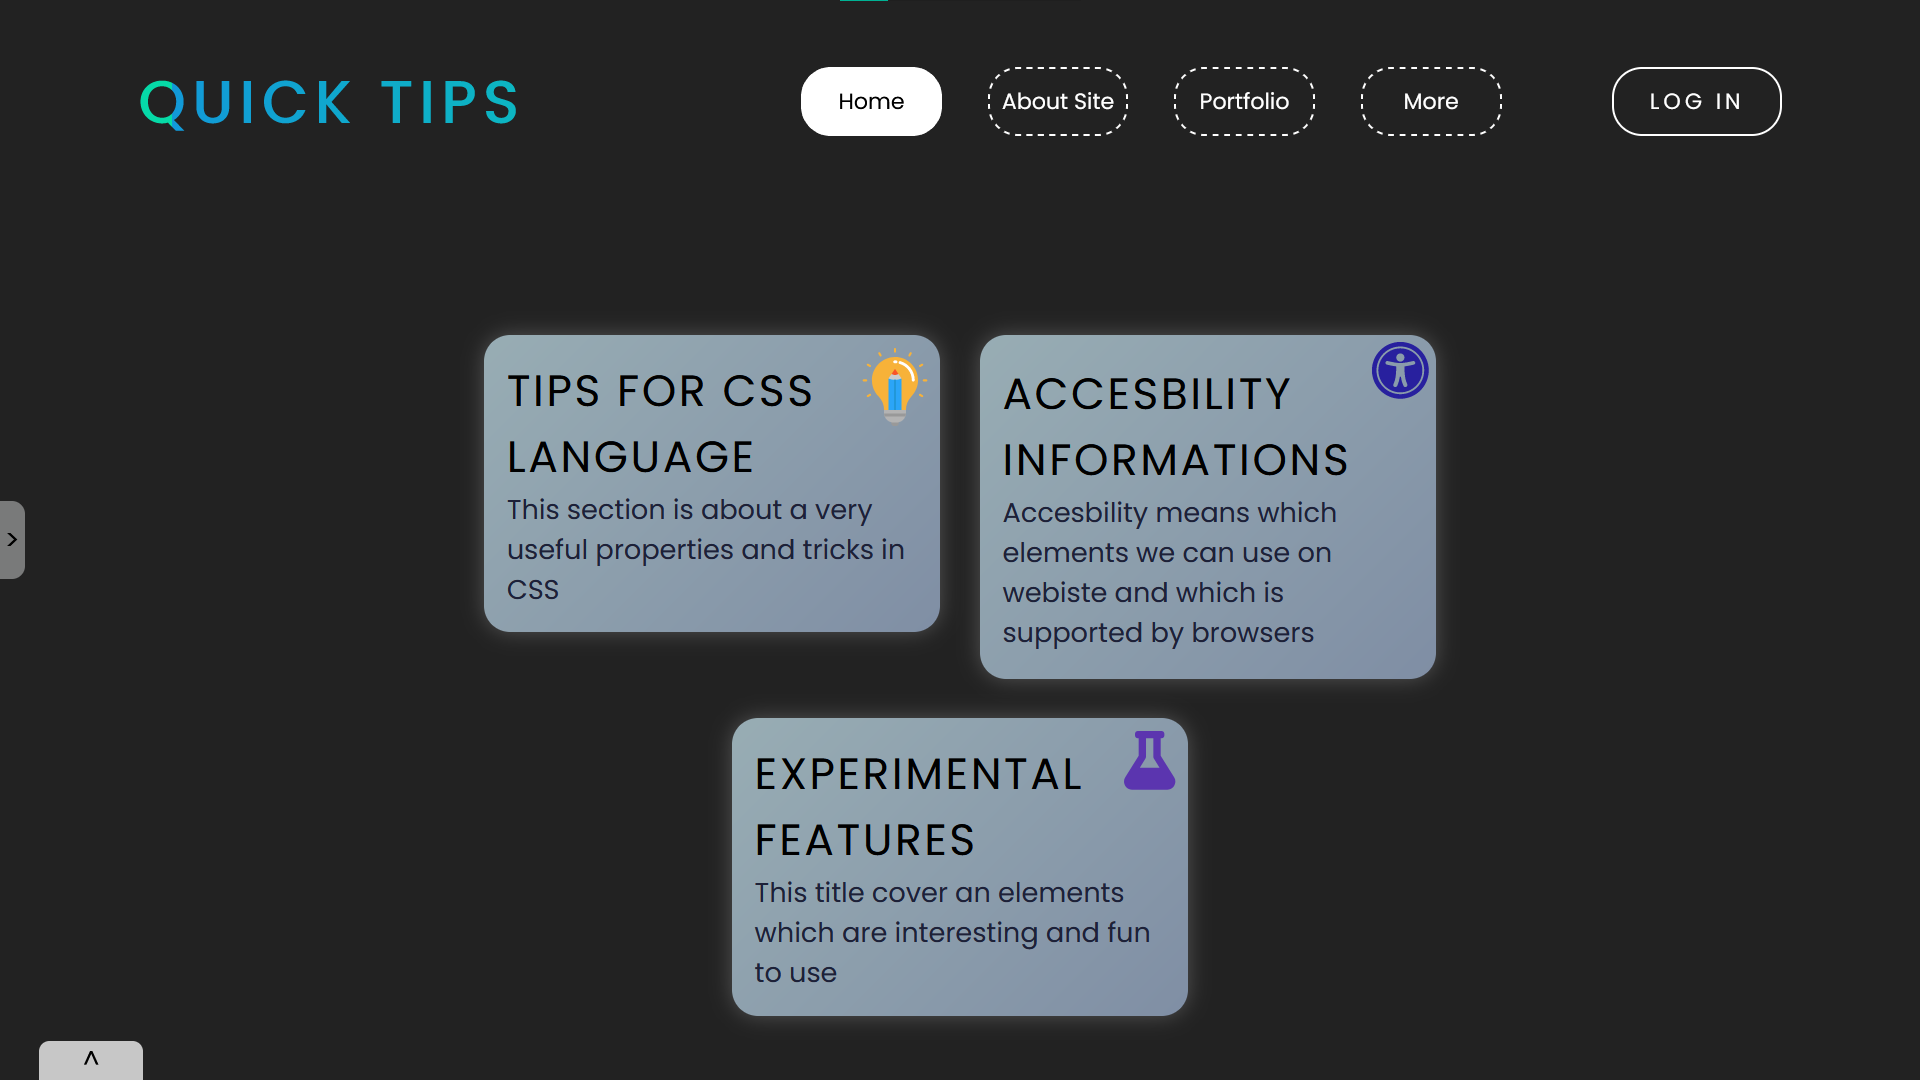 QUICK TIPS
Home
About Site
Portfolio
More
LOG IN
TIPS FOR CSS
LANGUAGE
This section is about a very
useful properties and tricks in
CSS
ACCESBILITY
INFORMATIONS
Accesbility means which
elements we can use on
webiste and which is
supported by browsers
>
EXPERIMENTAL
FEATURES
This title cover an elements
which are interesting and fun
to use
^